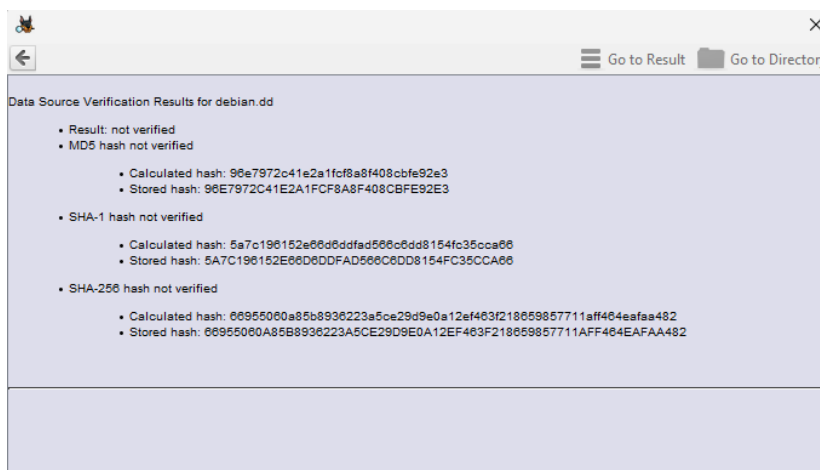 Go to Result
Go to Director
Data Source Verification Results for debian.dd
• Result: not verified
• MD5 hash not verified
• Calculated hash: 96e7972c41e2a1fcf8a8f408cbfe92e3
• Stored hash: 96E7972C41E2A1FCF8A8F408CBFE92E3
• SHA-1 hash not verified
• Calculated hash: 5a7c196152e66d6ddfad566c6dd8154fc35cca66
• Stored hash: 5A7C196152E66D6DDFAD566C6DD8154FC35CCA66
• SHA-256 hash not verified
• Calculated hash: 66955060a85b8936223a5ce29d9e0a12ef463f218659857711aff464eafaa482
• Stored hash: 66955060A85B8936223A5CE29D9E0A12EF463F218659857711AFF464EAFAA482